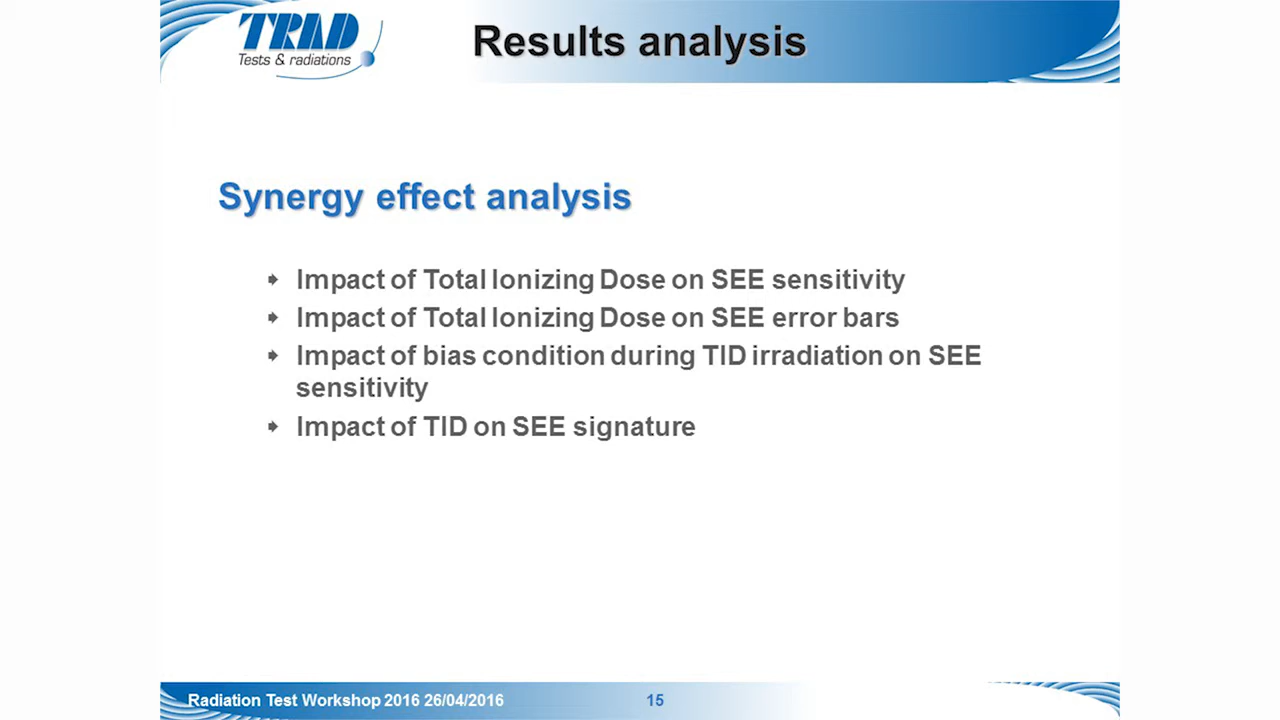 TRAD
Tests & radiations
Results analysis
Synergy effect analysis
Impact of Total Ionizing Dose on SEE sensitivity
Impact of Total Ionizing Dose on SEE error bars
Impact of bias condition during TID irradiation on SEE
sensitivity
Impact of TID on SEE signature
Radiation Test Workshop 2016 26/04/2016
15